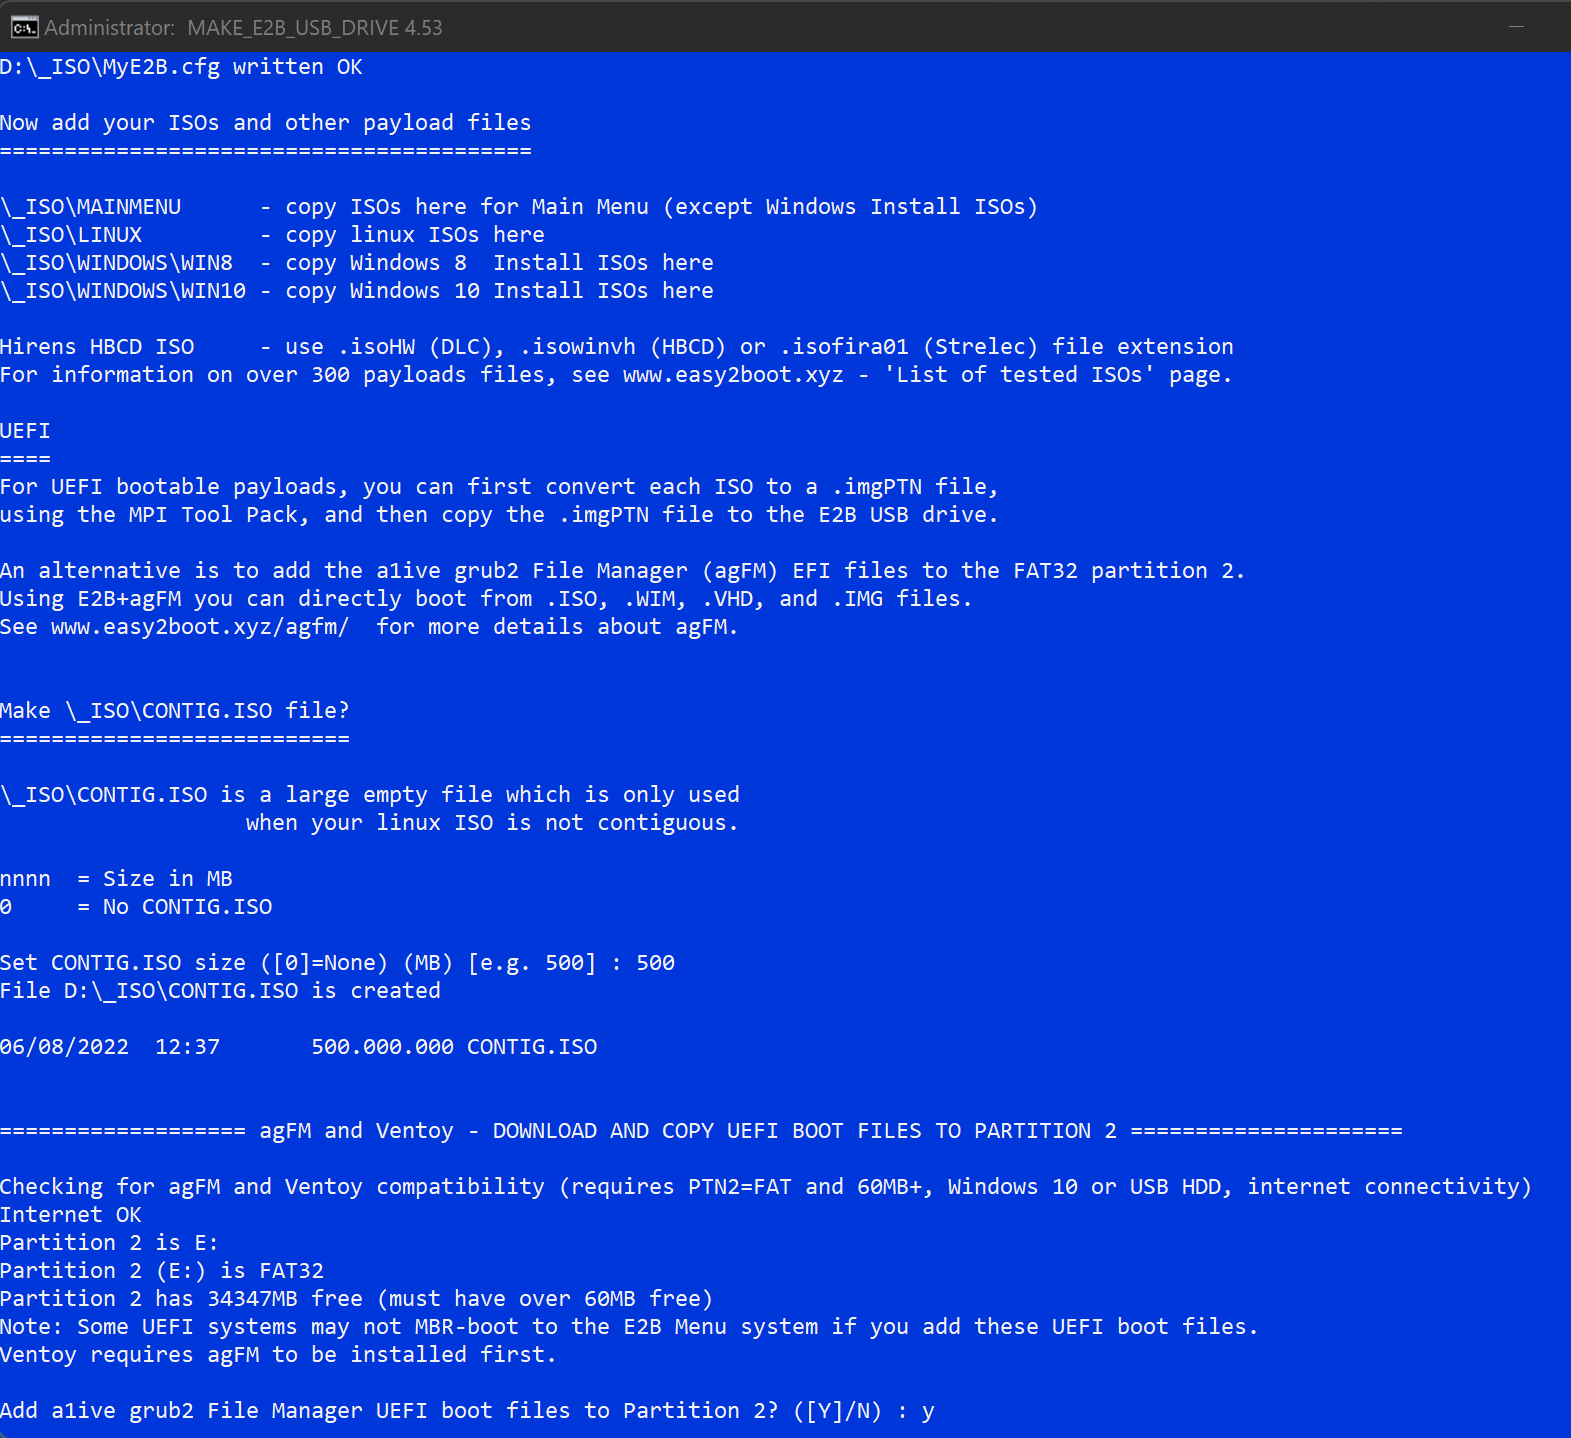 Administrator:  MAKE_E2B_USB_DRIVE 4.53
D:\_ISO\MyE2B.cfg written OK
Now add your ISOs and other payload files
=========================================
\_ISO\MAINMENU      - copy ISOs here for Main Menu (except Windows Install ISOs)
\_ISO\LINUX         - copy linux ISOs here
\_ISO\WINDOWS\WIN8  - copy Windows 8  Install ISOs here
\_ISO\WINDOWS\WIN10 - copy Windows 10 Install ISOs here
Hirens HBCD ISO     - use .isoHW (DLC), .isowinvh (HBCD) or .isofira01 (Strelec) file extension
For information on over 300 payloads files, see www.easy2boot.xyz - 'List of tested ISOs' page.
UEFI
====
For UEFI bootable payloads, you can first convert each ISO to a .imgPTN file,
using the MPI Tool Pack, and then copy the .imgPTN file to the E2B USB drive.
An alternative is to add the a1ive grub2 File Manager (agFM) EFI files to the FAT32 partition 2.
Using E2B+agFM you can directly boot from .ISO, .WIM, .VHD, and .IMG files.
See www.easy2boot.xyz/agfm/  for more details about agFM.
Make \_ISO\CONTIG.ISO file?
===========================
\_ISO\CONTIG.ISO is a large empty file which is only used
                   when your linux ISO is not contiguous.
nnnn  = Size in MB
0     = No CONTIG.ISO
Set CONTIG.ISO size ([0]=None) (MB) [e.g. 500] : 500
File D:\_ISO\CONTIG.ISO is created
06/08/2022  12:37       500.000.000 CONTIG.ISO
=================== agFM and Ventoy - DOWNLOAD AND COPY UEFI BOOT FILES TO PARTITION 2 =====================
Checking for agFM and Ventoy compatibility (requires PTN2=FAT and 60MB+, Windows 10 or USB HDD, internet connectivity)
Internet OK
Partition 2 is E:
Partition 2 (E:) is FAT32
Partition 2 has 34347MB free (must have over 60MB free)
Note: Some UEFI systems may not MBR-boot to the E2B Menu system if you add these UEFI boot files.
Ventoy requires agFM to be installed first.
Add a1ive grub2 File Manager UEFI boot files to Partition 2? ([Y]/N) : y